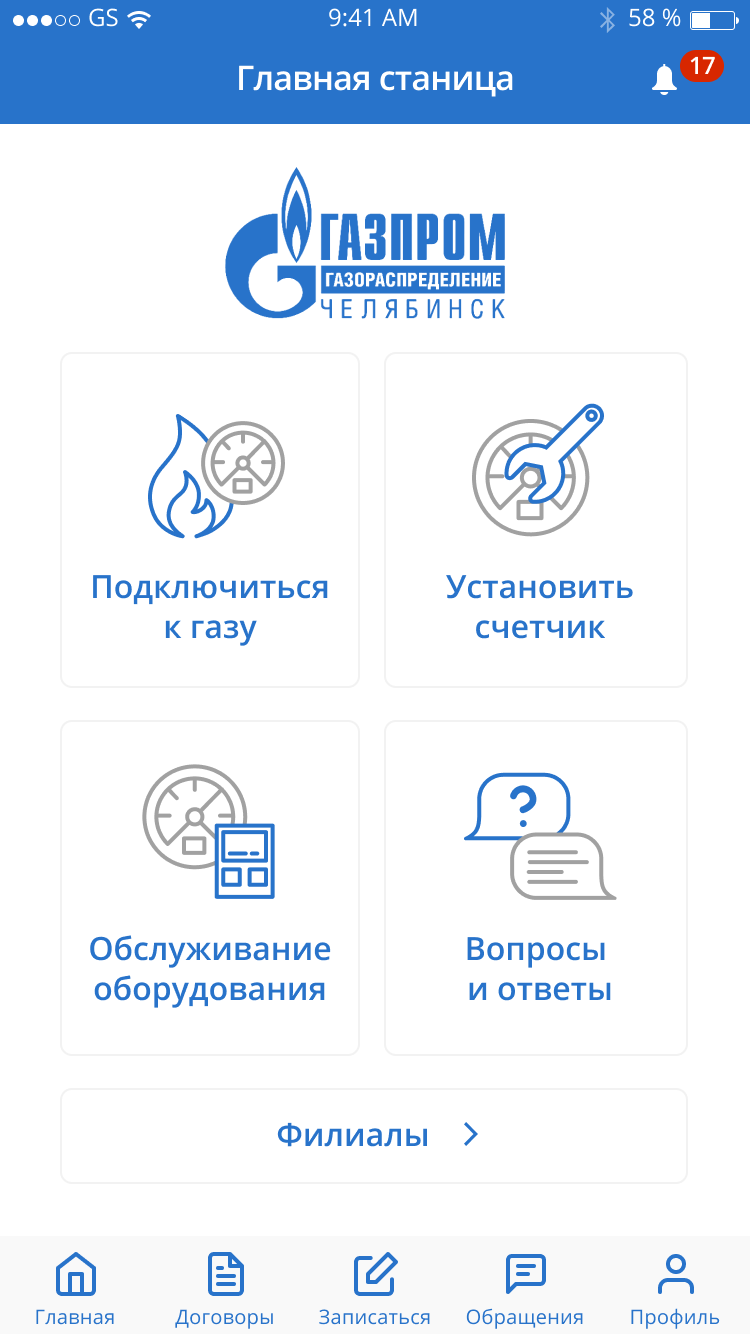 GS 9:41 AM 58 %
Главная станица
17
ГАЗПРОМ
ГАЗОРАСПРЕДЕЛЕНИЕ
ЧЕЛЯБИНСК
Подключиться
к газу
Установить
счетчик
Обслуживание
оборудования
Вопросы
и ответы
Филиалы
Главная Договоры Записаться Обращения Профиль